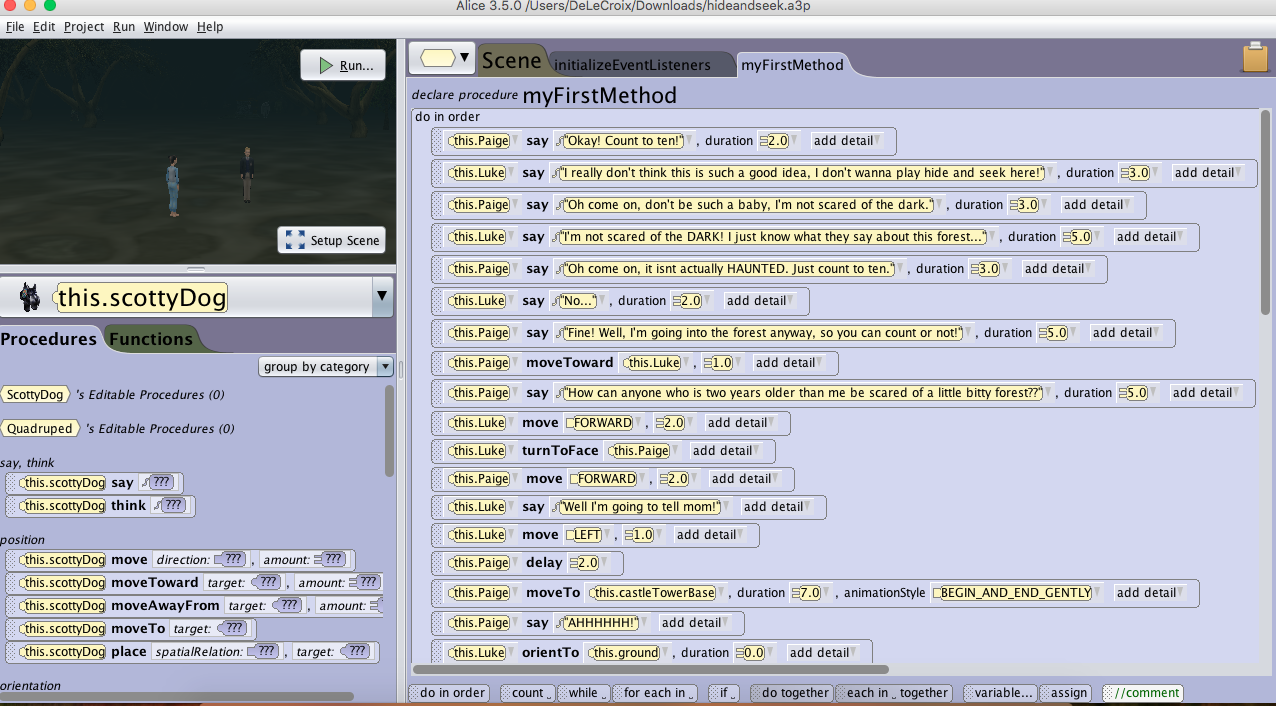 Alice 3.5.0 /Users/DeLeCroix/Downloads/hideandseek.a3p
File Edit Project Run Window Help
Run...
Setup Scene
this.scottyDog
Procedures Functions
group by category
ScottyDog 's Editable Procedures (0)
Quadruped 's Editable Procedures (0)
say, think
this.scottyDog say ???
this.scottyDog think ???
position
this.scottyDog move direction: ??? , amount: ???
this.scottyDog moveToward target: ??? , amount: ???
this.scottyDog moveAwayFrom target: ??? , amount:
this.scottyDog moveTo target: ???
this.scottyDog place spatialRelation: ??? , target: ???
orientation
Scene initializeEventListeners myFirstMethod
declare procedure myFirstMethod
do in order
this.Paige say "Okay! Count to ten!" , duration 2.0 add detail
this.Luke say "I really don't think this is such a good idea, I don't wanna play hide and seek here!" , duration 3.0 add detail
this.Paige say "Oh come on, don't be such a baby, I'm not scared of the dark." , duration 3.0 add detail
this.Luke say "I'm not scared of the DARK! I just know what they say about this forest..." , duration 5.0 add detail
this.Paige say "Oh come on, it isnt actually HAUNTED. Just count to ten." , duration 3.0 add detail
this.Luke say "No..." , duration 2.0 add detail
this.Paige say "Fine! Well, I'm going into the forest anyway, so you can count or not!" , duration 5.0 add detail
this.Paige moveToward this.Luke , 1.0 add detail
this.Paige say "How can anyone who is two years older than me be scared of a little bitty forest??" , duration 5.0 add detail
this.Luke move FORWARD , 2.0 add detail
this.Luke turnToFace this.Paige add detail
this.Paige move FORWARD , 2.0 add detail
this.Luke say "Well I'm going to tell mom!" add detail
this.Luke move LEFT , 1.0 add detail
this.Paige delay 2.0
this.Paige moveTo this.castleTowerBase , duration 7.0 , animationStyle BEGIN_AND_END_GENTLY add detail
this.Paige say "AHHHHHH!" add detail
this.Luke orientTo this.ground , duration 0.0 add detail
do in order count while for each in if do together each in together variable... assign //comment